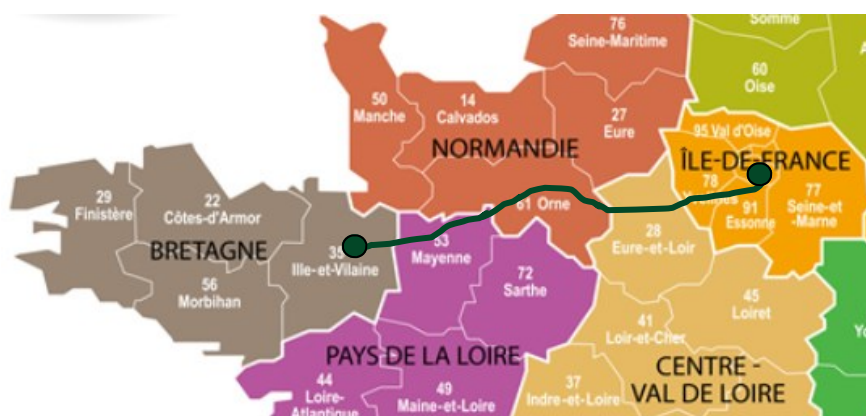 Somme
76
Seine-Maritime
60
Oise
50
Manche
14
Calvados
27
Eure
95 Val d'Oise
NORMANDIE
ÎLE-DE-FRANCE
78
Yvelines
77
Seine-et
-Marne
91
Essonne
29
Finistère
22
Côtes-d'Armor
61 Orne
28
Eure-et-Loir
BRETAGNE
35
Ille-et-Vilaine
53
Mayenne
72
Sarthe
56
Morbihan
45
Loiret
41
Loir-et-Cher
PAYS DE LA LOIRE
CENTRE -
VAL DE LOIRE
44
Loire-
Atlantique
49
Maine-et-Loire
37
Indre-et-Loire